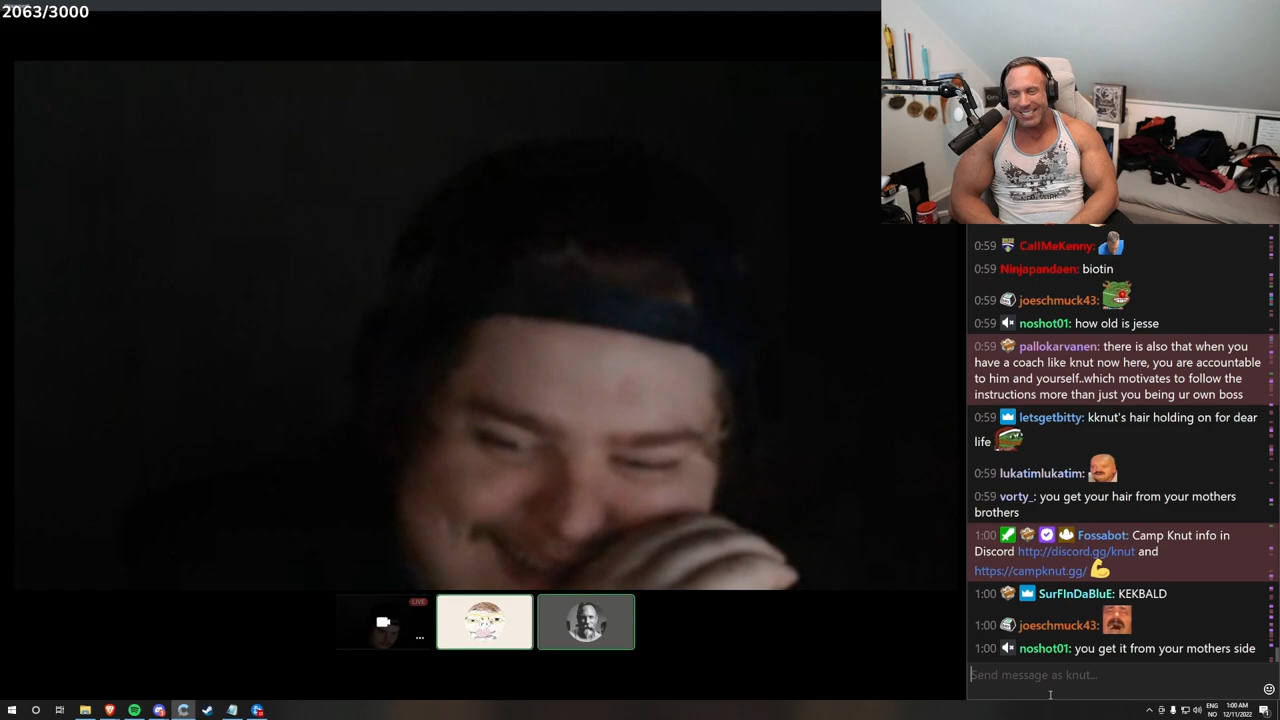 2063/3000
0:59 CallMeKenny:
0:59 Ninjapandaen: biotin
0:59 joeschmuck43:
0:59 noshot01: how old is jesse
0:59 pallokarvanen: there is also that when you
have a coach like knut now here, you are accountable
to him and yourself..which motivates to follow the
instructions more than just you being ur own boss
0:59 letsgetbitty: kknut's hair holding on for dear
life
0:59 lukatimlukatim:
0:59 vorty_: you get your hair from your mothers
brothers
1:00 Fossabot: Camp Knut info in
Discord http://discord.gg/knut and
https://campknut.gg/
1:00 SurFInDaBluE: KEKBALD
1:00 joeschmuck43:
1:00 noshot01: you get it from your mothers side
LIVE
Send message as knut...
ENG
NO
1:00 AM
12/11/2022